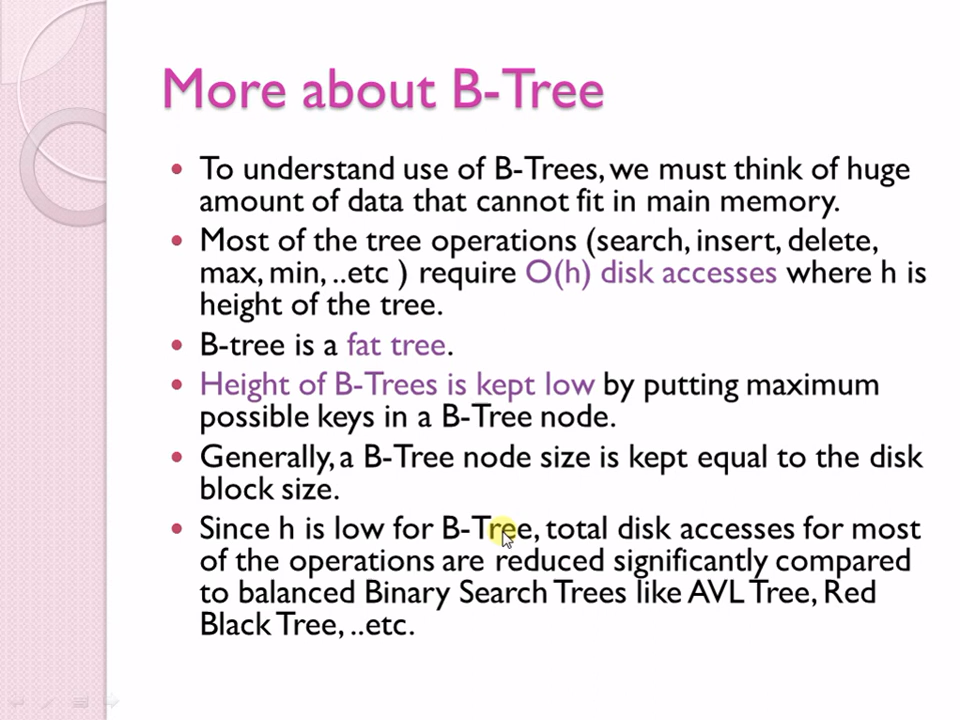 More about B-Tree
• To understand use of B-Trees, we must think of huge
amount of data that cannot fit in main memory.
• Most of the tree operations (search, insert, delete,
max, min, ..etc ) require O(h) disk accesses where h is
height of the tree.
• B-tree is a fat tree.
• Height of B-Trees is kept low by putting maximum
possible keys in a B-Tree node.
• Generally, a B-Tree node size is kept equal to the disk
block size.
• Since h is low for B-Tree, total disk accesses for most
of the operations are reduced significantly compared
to balanced Binary Search Trees like AVL Tree, Red
Black Tree, ..etc.